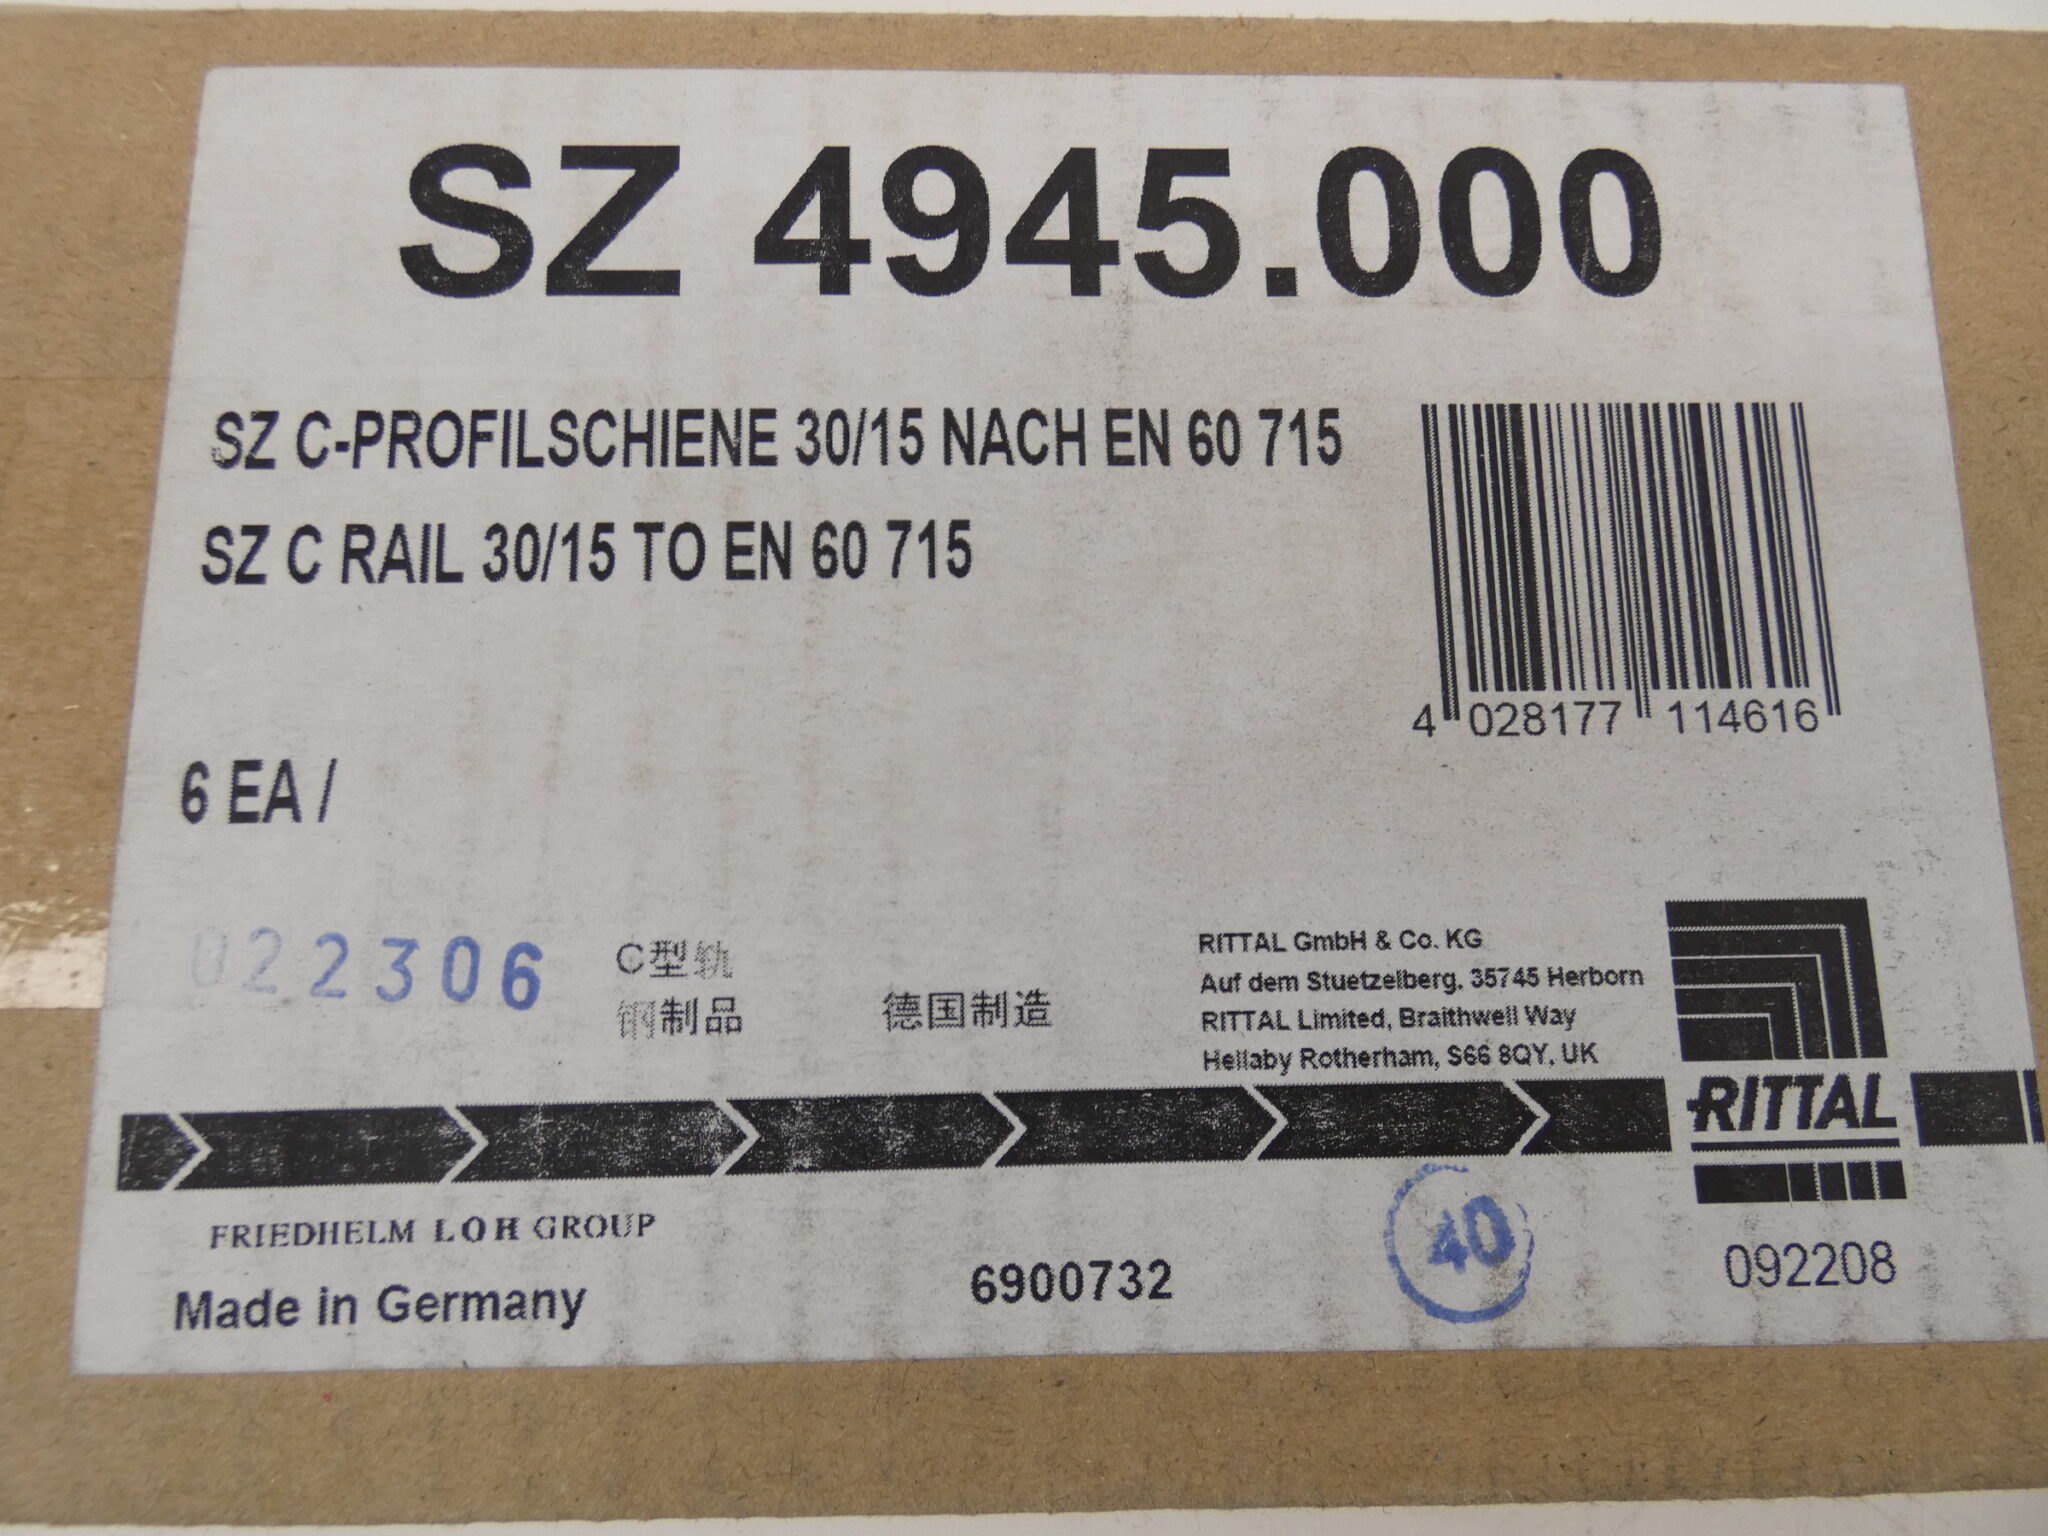 SZ 4945.000
SZ C-PROFILSCHIENE 30/15 NACH EN 60 715
SZ C RAIL 30/15 TO EN 60 715
4 028177 114616
6 EA /
022306
C型轨
钢制品
德国制造
RITTAL GmbH & Co. KG
Auf dem Stuetzelberg, 35745 Herborn
RITTAL Limited, Braithwell Way
Hellaby Rotherham, S66 8QY, UK
RITTAL
FRIEDHELM LOH GROUP
Made in Germany
6900732
40
092208